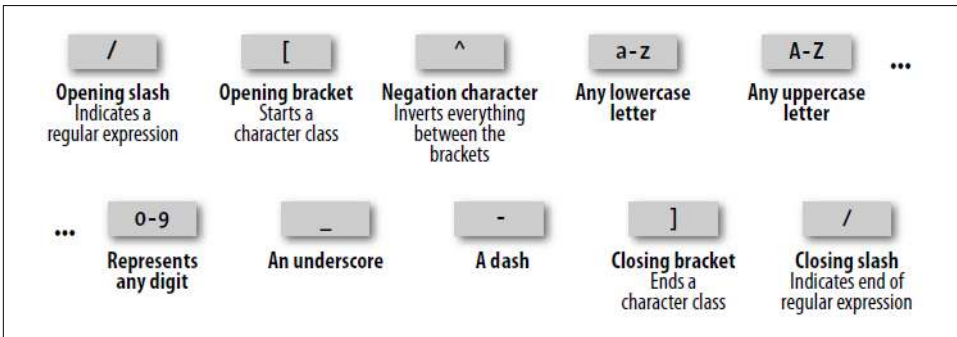 / [ ^ a-z A-Z
Opening slash Opening bracket Negation character Any lowercase Any uppercase ...
Indicates a Starts a Inverts everything letter letter
regular expression character class between the
brackets
... 0-9 _ - ] /
Represents An underscore A dash Closing bracket Closing slash
any digit Ends a Indicates end of
character class regular expression